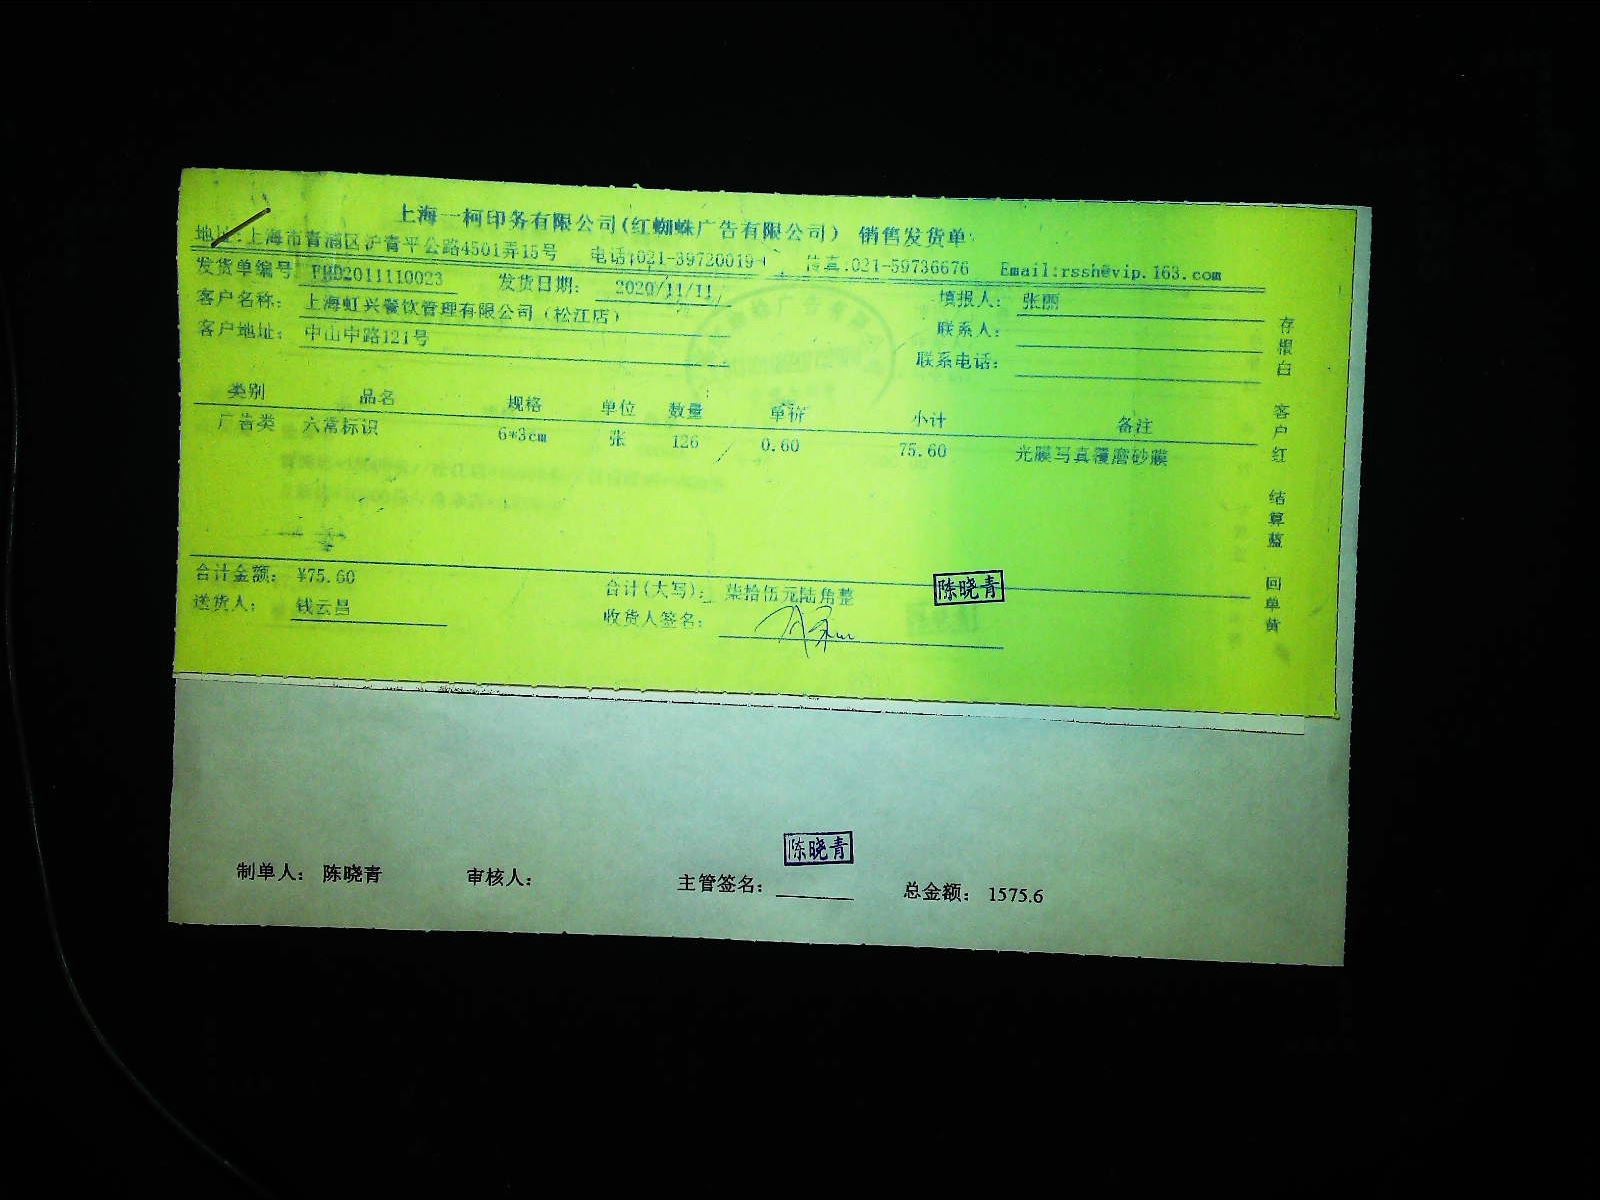 上海一柯印务有限公司(红蜘蛛广告有限公司) 销售发货单
地址:上海市青浦区沪青平公路4501弄15号 电话:021-39720019 传真:021-59736676 Email:rssh@vip.163.com
发货单编号 FHD2011110023 发货日期: 2020/11/11 填报人: 张丽
客户名称: 上海虹兴餐饮管理有限公司(松江店) 联系人:
客户地址: 中山中路121号 联系电话:
类别 品名 规格 单位 数量 单价 小计 备注
广告类 六常标识 6*3cm 张 126 0.60 75.60 光膜写真覆磨砂膜
合计金额: ¥75.60 合计(大写): 柒拾伍元陆角整 陈晓青
送货人: 钱云昌 收货人签名:
存根白 客户红 结算蓝 回单黄
陈晓青
制单人: 陈晓青 审核人: 主管签名: 总金额: 1575.6